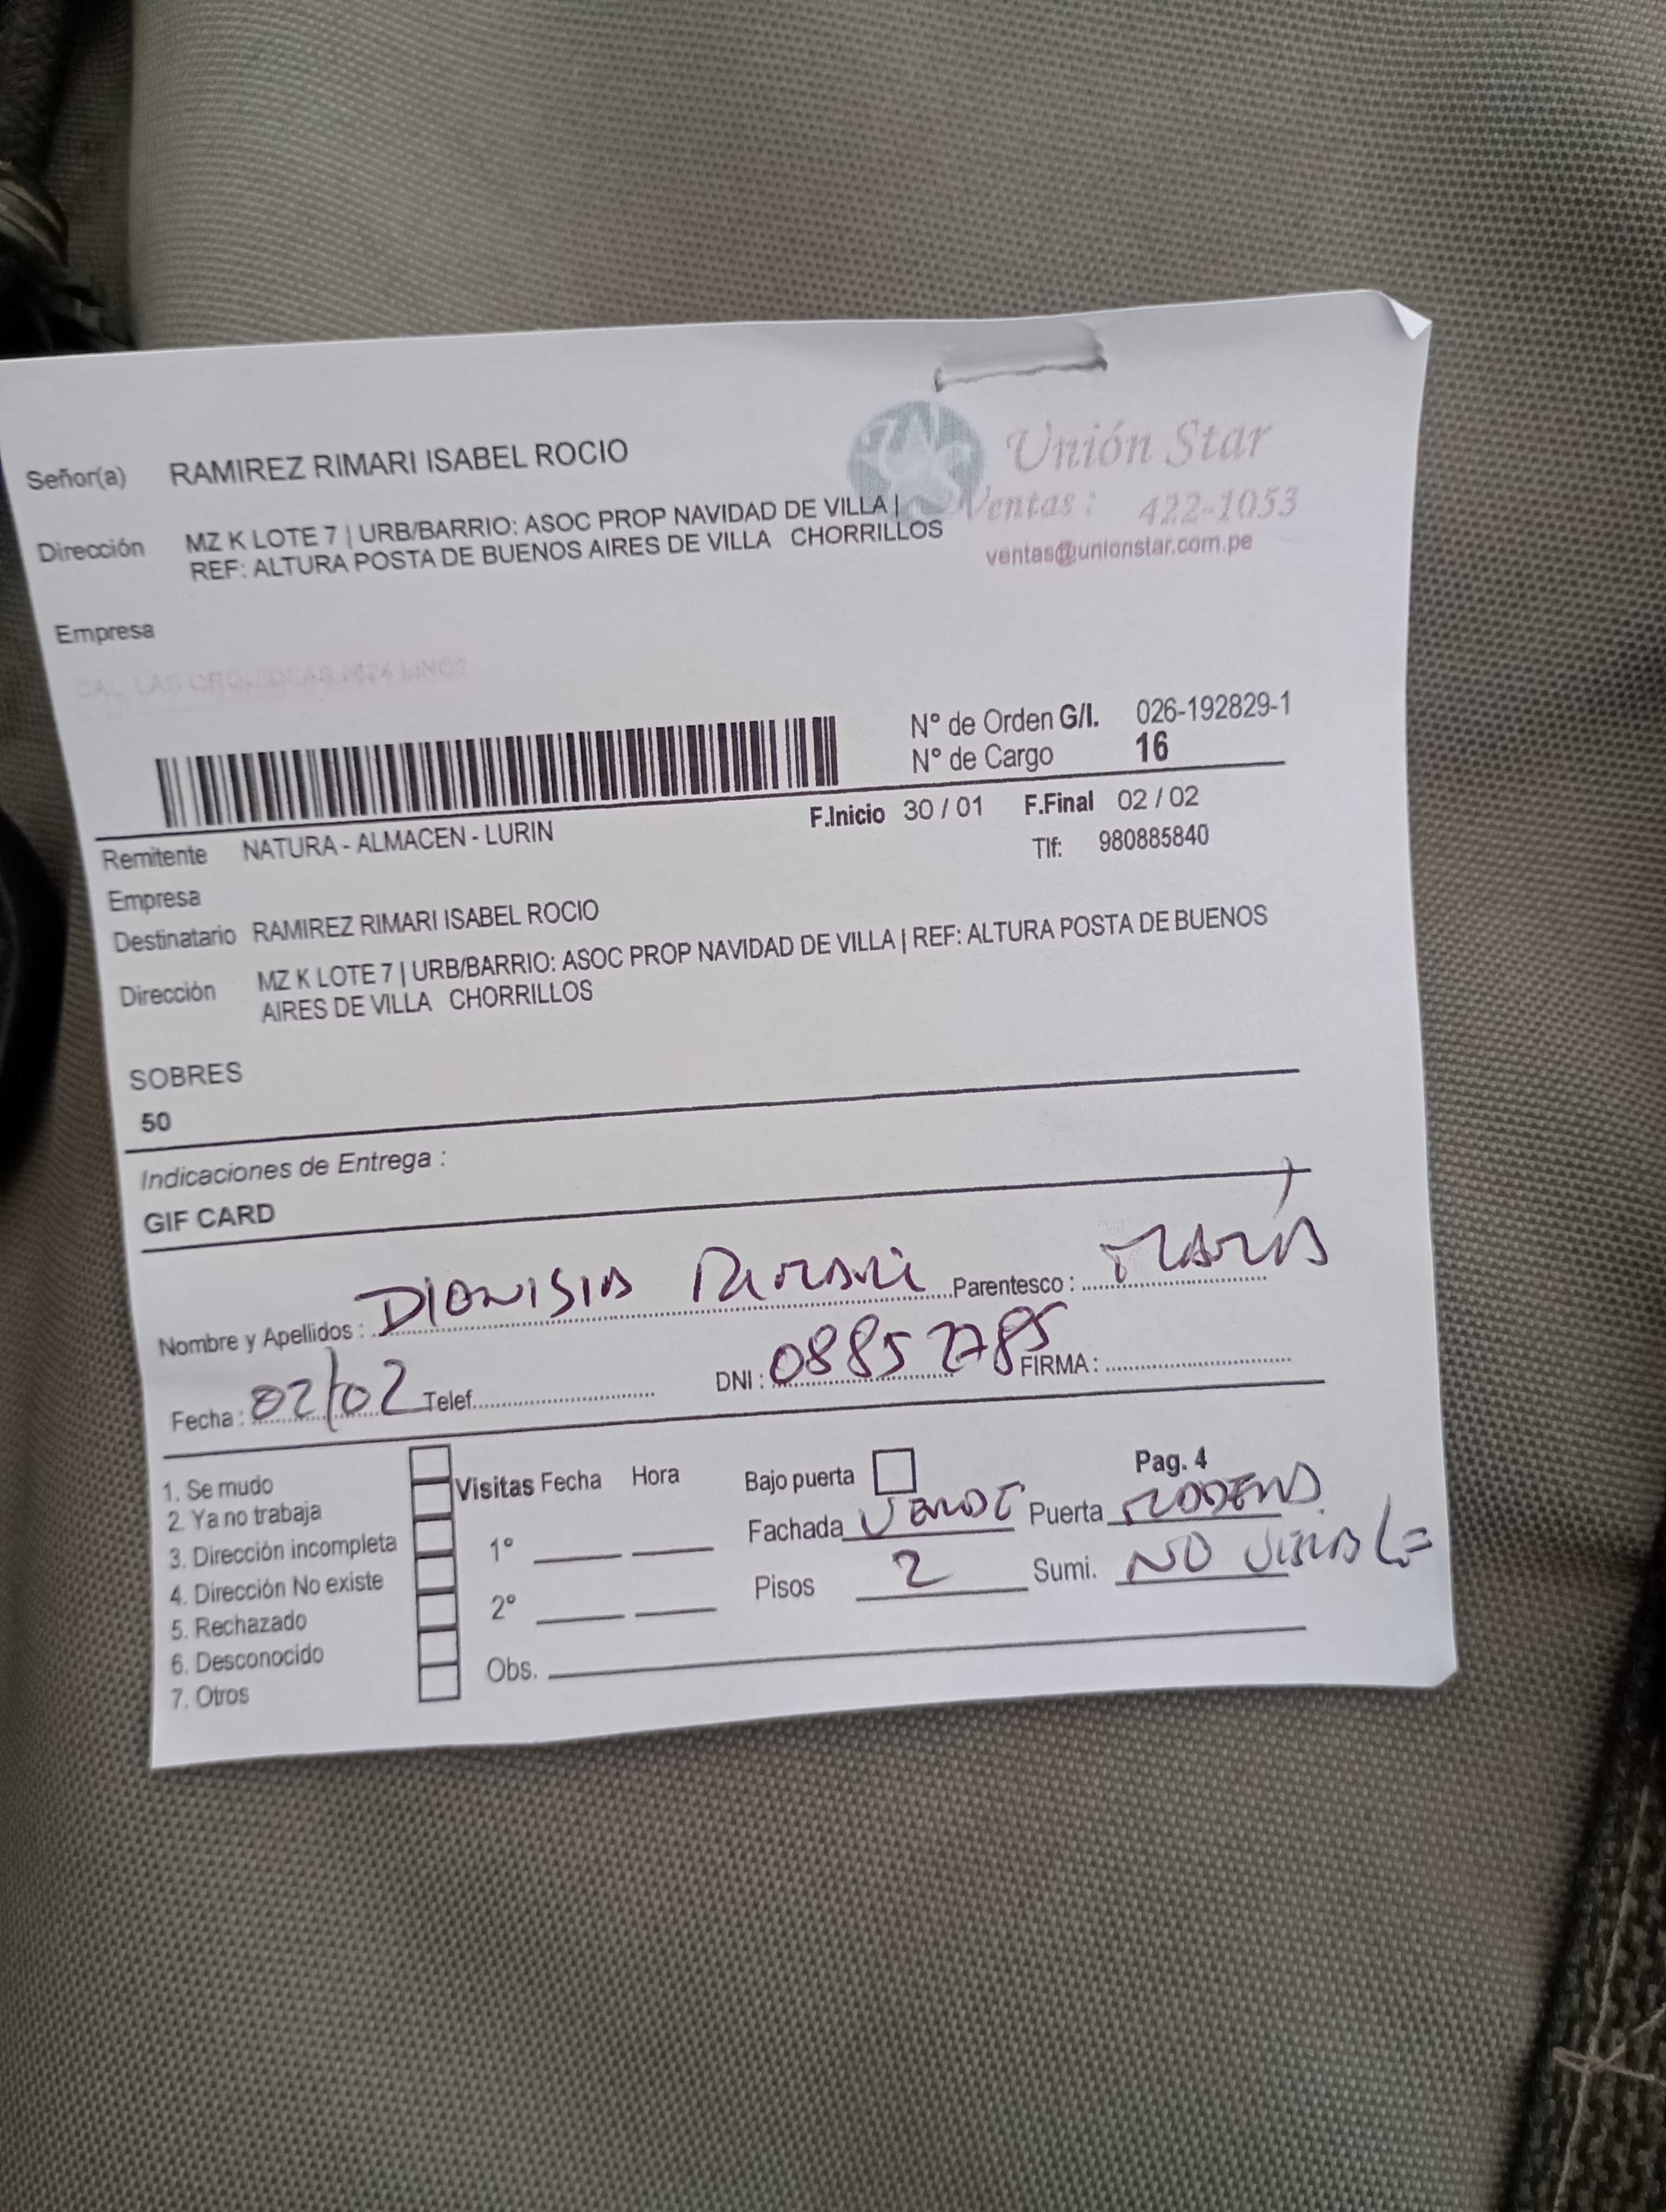 Unión Star
Señor(a) RAMIREZ RIMARI ISABEL ROCIO
Ventas: 422-1053
Dirección MZ K LOTE 7 | URB/BARRIO: ASOC PROP NAVIDAD DE VILLA |
REF: ALTURA POSTA DE BUENOS AIRES DE VILLA CHORRILLOS
ventas@unionstar.com.pe
Empresa
CAL LAS ORQUIDEAS
N° de Orden G/I. 026-192829-1
N° de Cargo 16
F.Inicio 30 / 01 F.Final 02 / 02
Remitente NATURA - ALMACEN - LURIN
Tlf: 980885840
Empresa
Destinatario RAMIREZ RIMARI ISABEL ROCIO
Dirección MZ K LOTE 7 | URB/BARRIO: ASOC PROP NAVIDAD DE VILLA | REF: ALTURA POSTA DE BUENOS
AIRES DE VILLA CHORRILLOS
SOBRES
50
Indicaciones de Entrega :
GIF CARD
Nombre y Apellidos : DIONISIA Rimari Parentesco :
Fecha : 02/02 Telef. DNI : 08852785 FIRMA :
1. Se mudo
2. Ya no trabaja
3. Dirección incompleta
4. Dirección No existe
5. Rechazado
6. Desconocido
7. Otros
Visitas Fecha Hora
1°
2°
Obs.
Bajo puerta Pag. 4
Fachada VERDE Puerta MADERA
Pisos 2 Sumi. NO VISIBLE